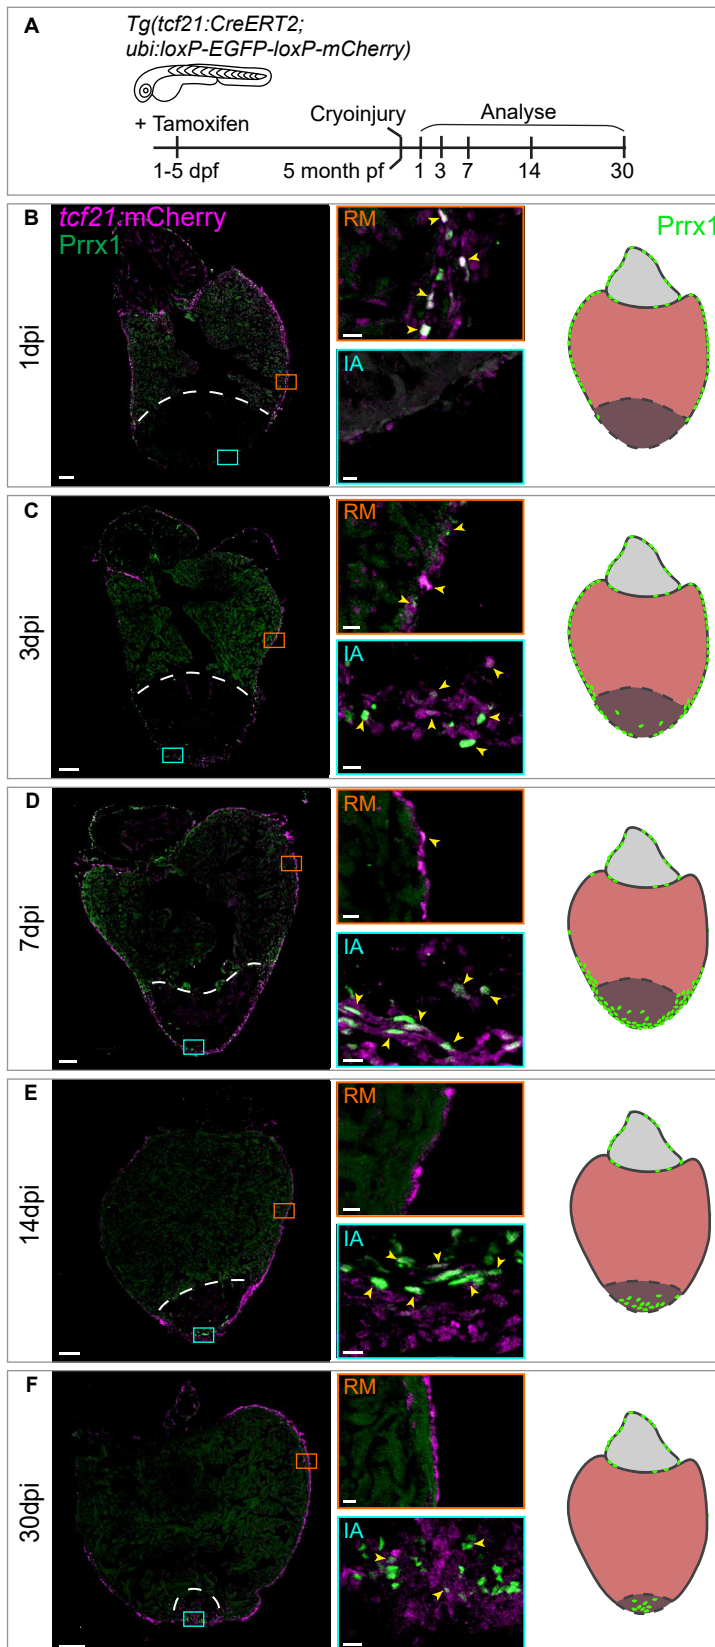 A
Tg(tcf21:CreERT2;
ubi:loxP-EGFP-loxP-mCherry)
+ Tamoxifen
Cryoinjury
Analyse
1-5 dpf
5 month pf
1
3
7
14
30
B
tcf21:mCherry
Prrx1
1dpi
RM
IA
Prrx1
C
3dpi
RM
IA
D
7dpi
RM
IA
E
14dpi
RM
IA
F
30dpi
RM
IA